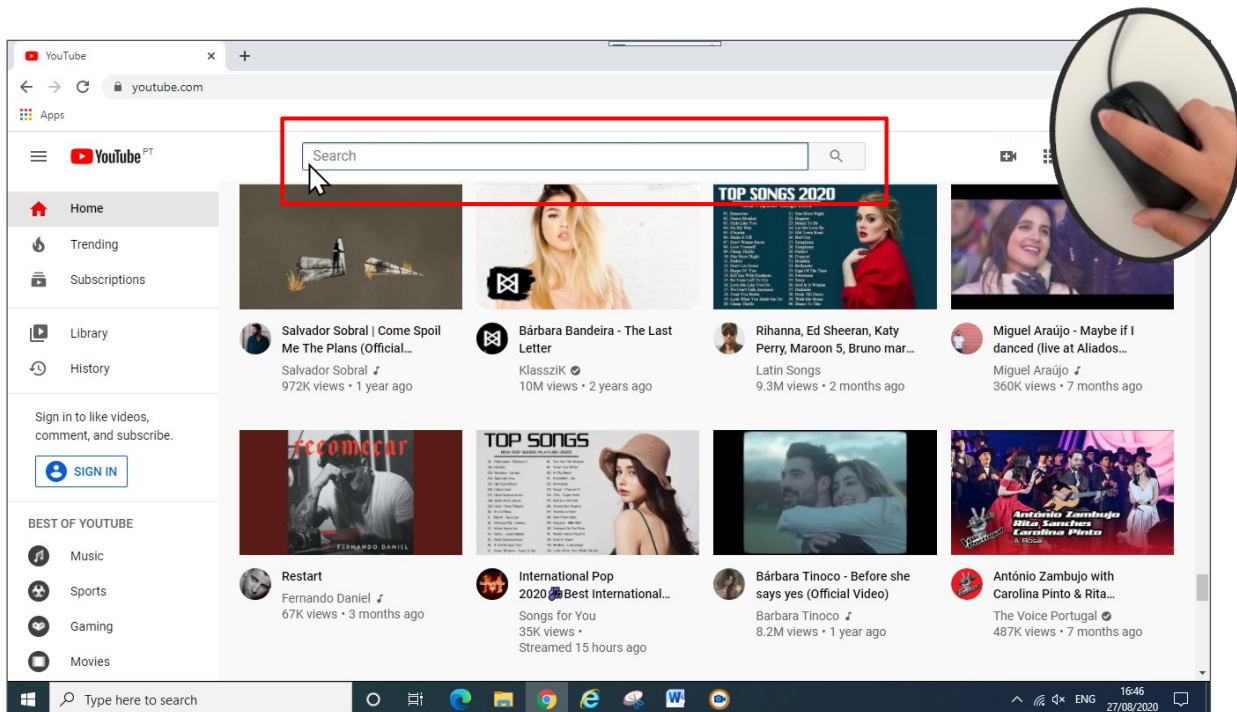 YouTube
youtube.com
Apps
YouTube PT
Search
Home
Trending
Subscriptions
Library
History
Sign in to like videos,
comment, and subscribe.
SIGN IN
BEST OF YOUTUBE
Music
Sports
Gaming
Movies
TOP SONGS 2020
Salvador Sobral | Come Spoil
Me The Plans (Official...
Salvador Sobral
972K views • 1 year ago
Bárbara Bandeira - The Last
Letter
KlassziK
10M views • 2 years ago
Rihanna, Ed Sheeran, Katy
Perry, Maroon 5, Bruno mar...
Latin Songs
9.3M views • 2 months ago
Miguel Araújo - Maybe if I
danced (live at Aliados...
Miguel Araújo
360K views • 7 months ago
recomeçar
FERNANDO DANIEL
TOP SONGS
António Zambujo
Rita Sanches
Carolina Pinto
A Rosa
Restart
Fernando Daniel
67K views • 3 months ago
International Pop
2020 Best International...
Songs for You
35K views •
Streamed 15 hours ago
Bárbara Tinoco - Before she
says yes (Official Video)
Barbara Tinoco
8.2M views • 1 year ago
António Zambujo with
Carolina Pinto & Rita...
The Voice Portugal
487K views • 7 months ago
Type here to search
ENG
16:46
27/08/2020